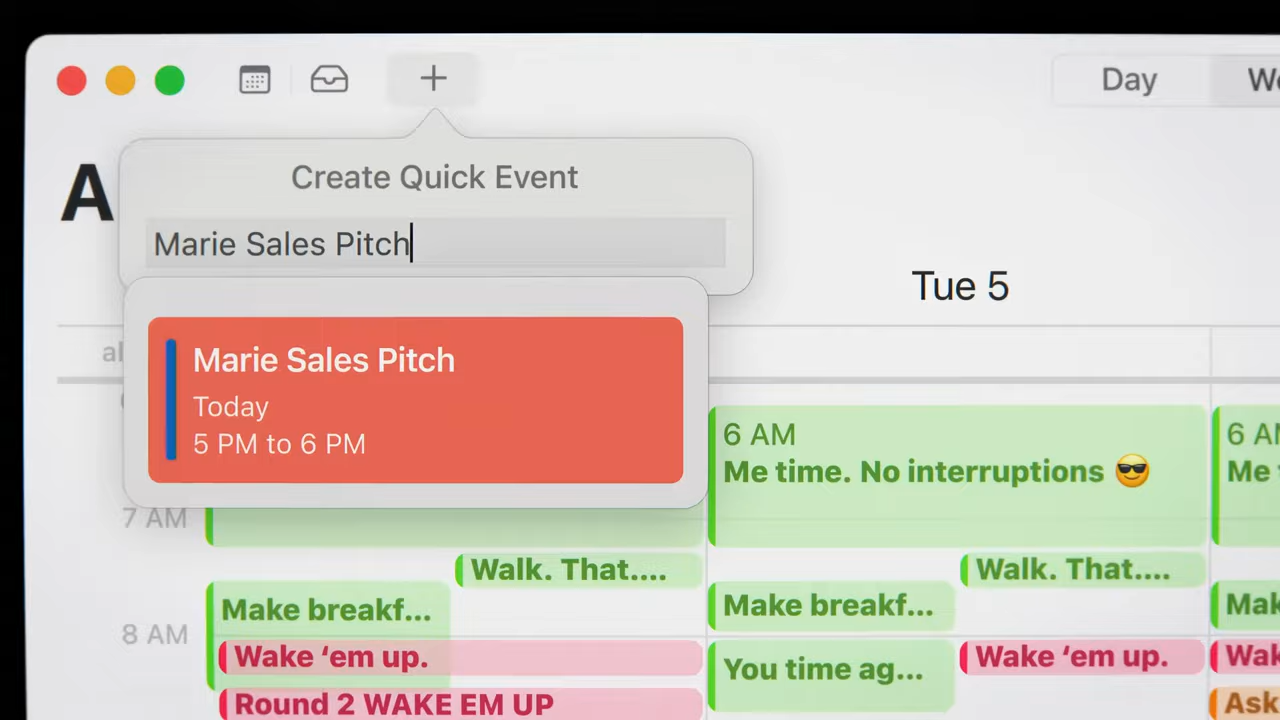 Day
Create Quick Event
Marie Sales Pitch
Tue 5
Marie Sales Pitch
Today
5 PM to 6 PM
6 AM
Me time. No interruptions 😎
7 AM
Walk. That....
Walk. That....
Make breakf...
Make breakf...
8 AM
Wake ‘em up.
You time ag...
Wake ‘em up.
Round 2 WAKE EM UP
Ask